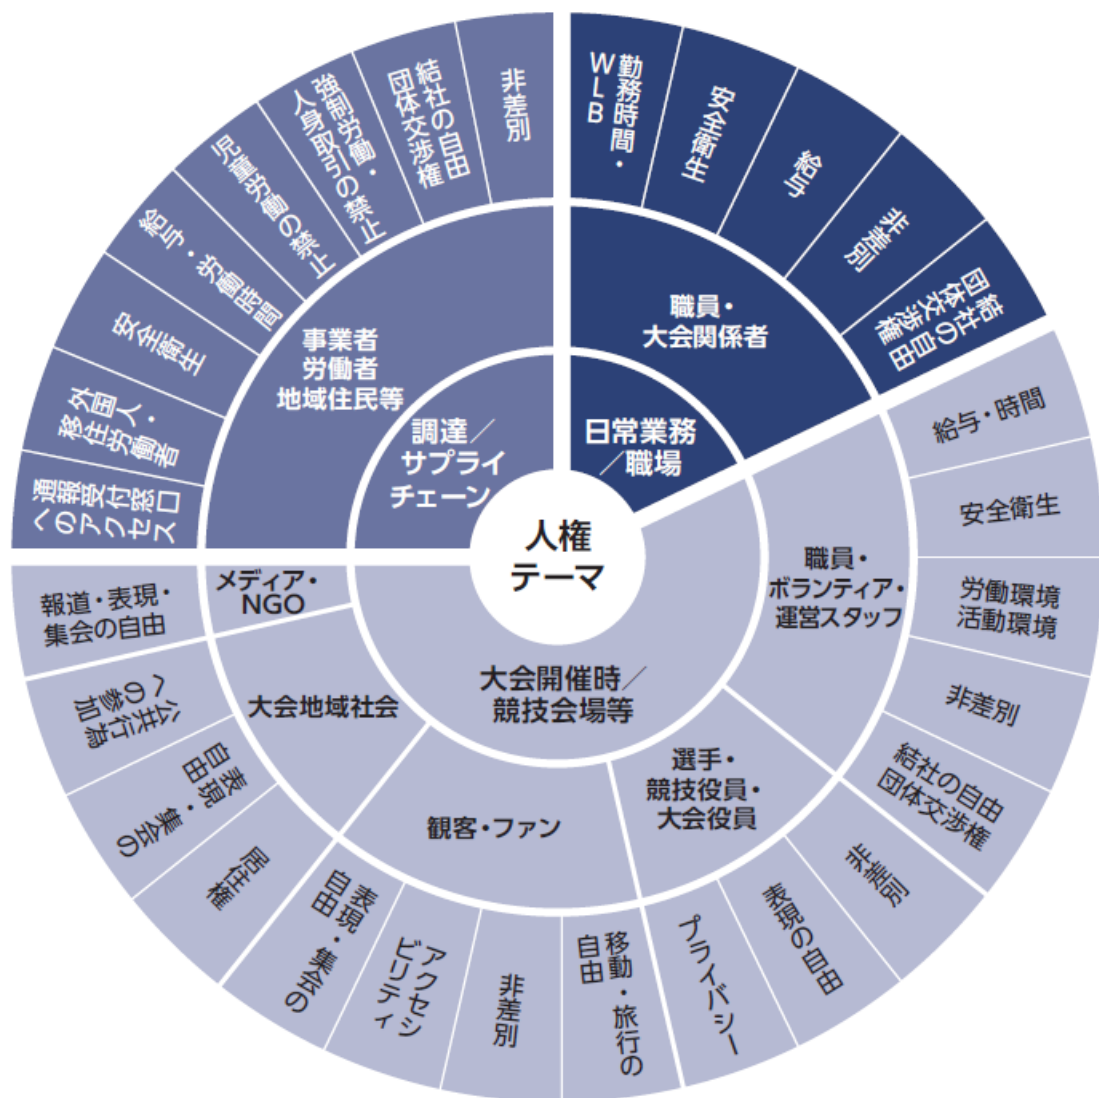 人権
テーマ
日常業務
／職場
職員・
大会関係者
勤務時間・
WLB
安全衛生
給与
非差別
結社の自由
団体交渉権
大会開催時／
競技会場等
職員・
ボランティア・
運営スタッフ
給与・時間
安全衛生
労働環境
活動環境
非差別
結社の自由
団体交渉権
選手・
競技役員・
大会役員
非差別
表現の自由
プライバシー
観客・ファン
移動・旅行の
自由
非差別
アクセシ
ビリティ
表現・集会の
自由
大会地域社会
居住権
表現・集会の
自由
公共行為
への参加
メディア・
NGO
報道・表現・
集会の自由
調達／
サプライ
チェーン
事業者
労働者
地域住民等
通報受付窓口
へのアクセス
外国人・
移住労働者
安全衛生
給与・労働時間
児童労働の禁止
強制労働・
人身取引の禁止
結社の自由
団体交渉権
非差別